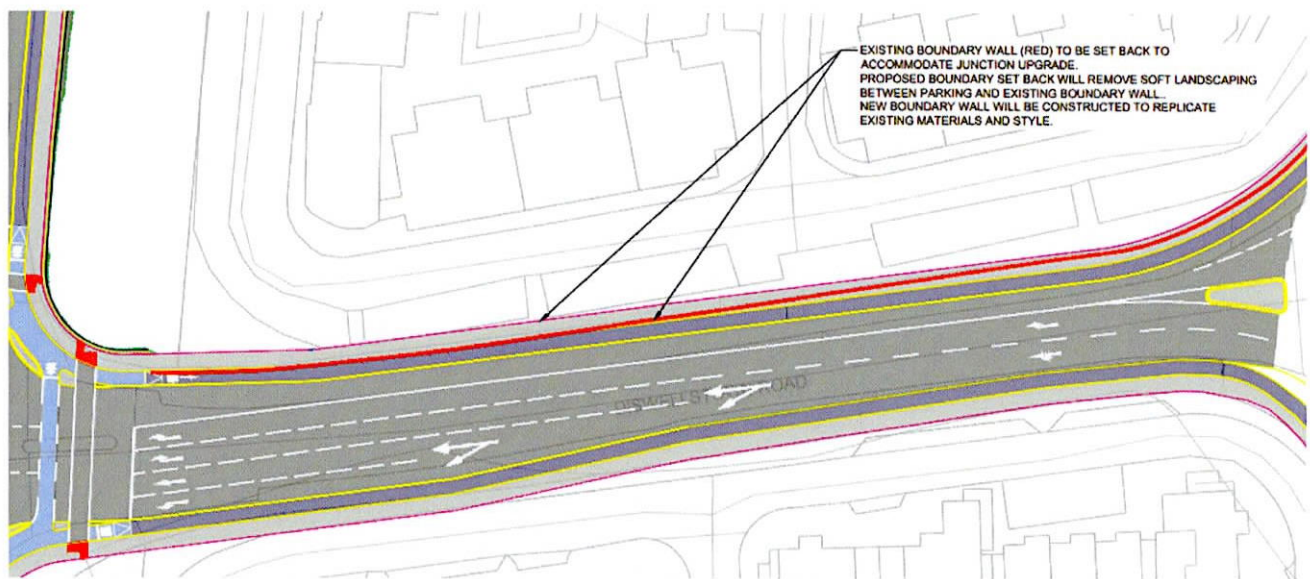 EXISTING BOUNDARY WALL (RED) TO BE SET BACK TO
ACCOMMODATE JUNCTION UPGRADE.
PROPOSED BOUNDARY SET BACK WILL REMOVE SOFT LANDSCAPING
BETWEEN PARKING AND EXISTING BOUNDARY WALL.
NEW BOUNDARY WALL WILL BE CONSTRUCTED TO REPLICATE
EXISTING MATERIALS AND STYLE.
ROAD